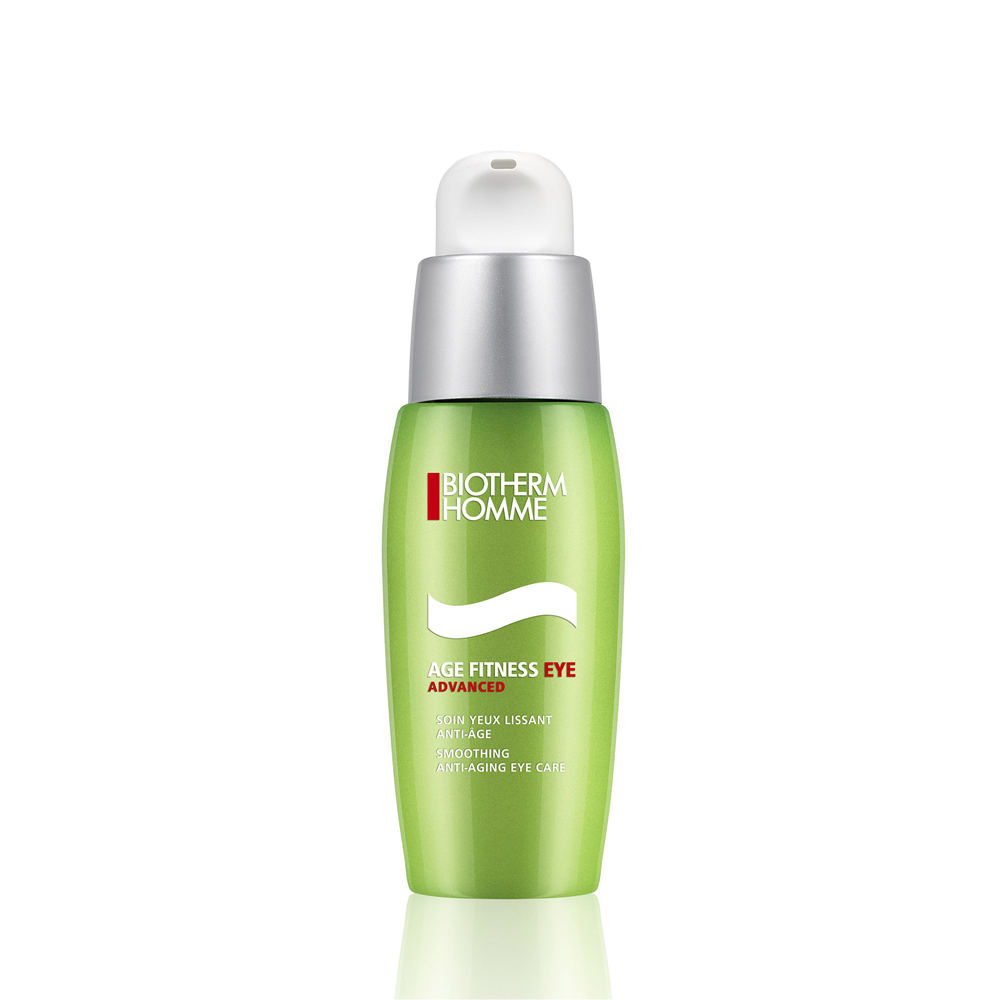 BIOTHERM
HOMME
AGE FITNESS EYE
ADVANCED
SOIN YEUX LISSANT
ANTI-ÂGE
SMOOTHING
ANTI-AGING EYE CARE